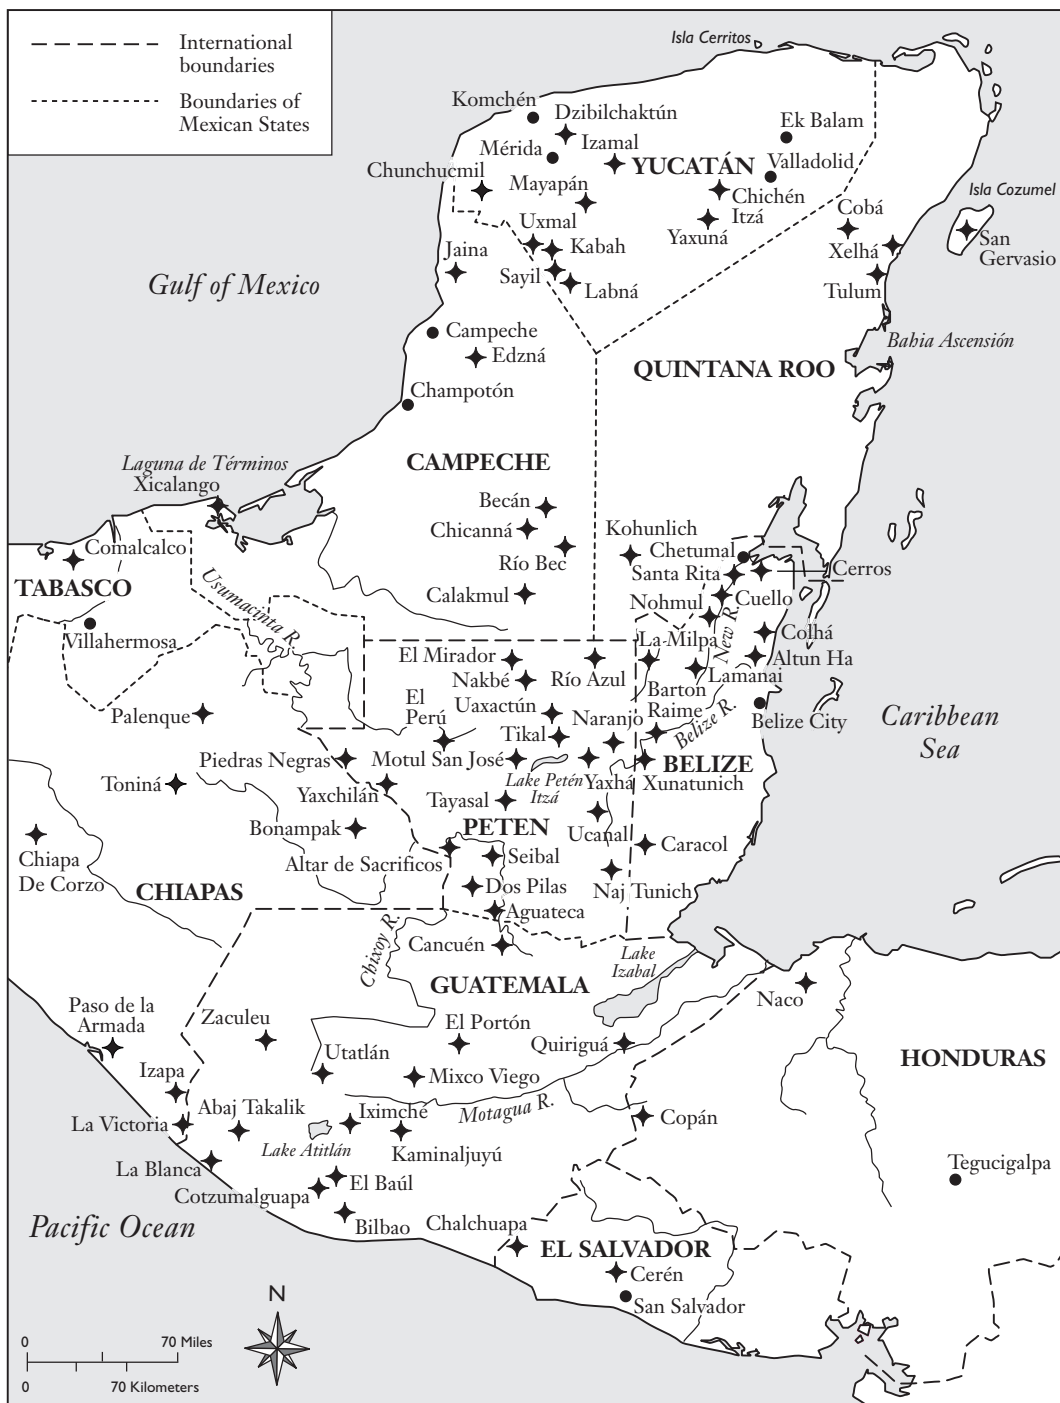 International
boundaries
Boundaries of
Mexican States
Isla Cerritos
Komchén
Dzibilchaktún
Ek Balam
Mérida
Izamal
YUCATÁN
Valladolid
Chunchucmil
Mayapán
Chichén
Itzá
Isla Cozumel
Cobá
Uxmal
Yaxuná
San
Gervasio
Jaina
Kabah
Xelhá
Sayil
Labná
Tulum
Gulf of Mexico
Campeche
Edzná
Bahia Ascensión
QUINTANA ROO
Champotón
CAMPECHE
Laguna de Términos
Xicalango
Becán
Chicanná
Kohunlich
Comalcalco
Río Bec
Chetumal
Santa Rita
Cerros
TABASCO
Usumacinta R.
Calakmul
Nohmul
Cuello
New R.
Villahermosa
La Milpa
Colhá
El Mirador
Altun Ha
Nakbé
Río Azul
Lamanai
Barton
Raime
Palenque
El
Perú
Uaxactún
Naranjo
Belize R.
Belize City
Caribbean
Sea
Tikal
Piedras Negras
Motul San José
BELIZE
Toniná
Yaxchilán
Lake Petén
Itzá
Yaxhá
Xunatunich
Tayasal
Bonampak
PETEN
Ucanal
Caracol
Chiapa
De Corzo
Altar de Sacrificos
Seibal
CHIAPAS
Dos Pilas
Naj Tunich
Aguateca
Chixoy R.
Cancuén
Lake
Izabal
GUATEMALA
Naco
Paso de la
Armada
Zaculeu
El Portón
Quiriguá
HONDURAS
Izapa
Utatlán
Mixco Viego
Motagua R.
La Victoria
Abaj Takalik
Iximché
Copán
Lake Atitlán
Kaminaljuyú
La Blanca
El Baúl
Tegucigalpa
Cotzumalguapa
Pacific Ocean
Bilbao
Chalchuapa
EL SALVADOR
Cerén
San Salvador
N
0
70 Miles
0
70 Kilometers